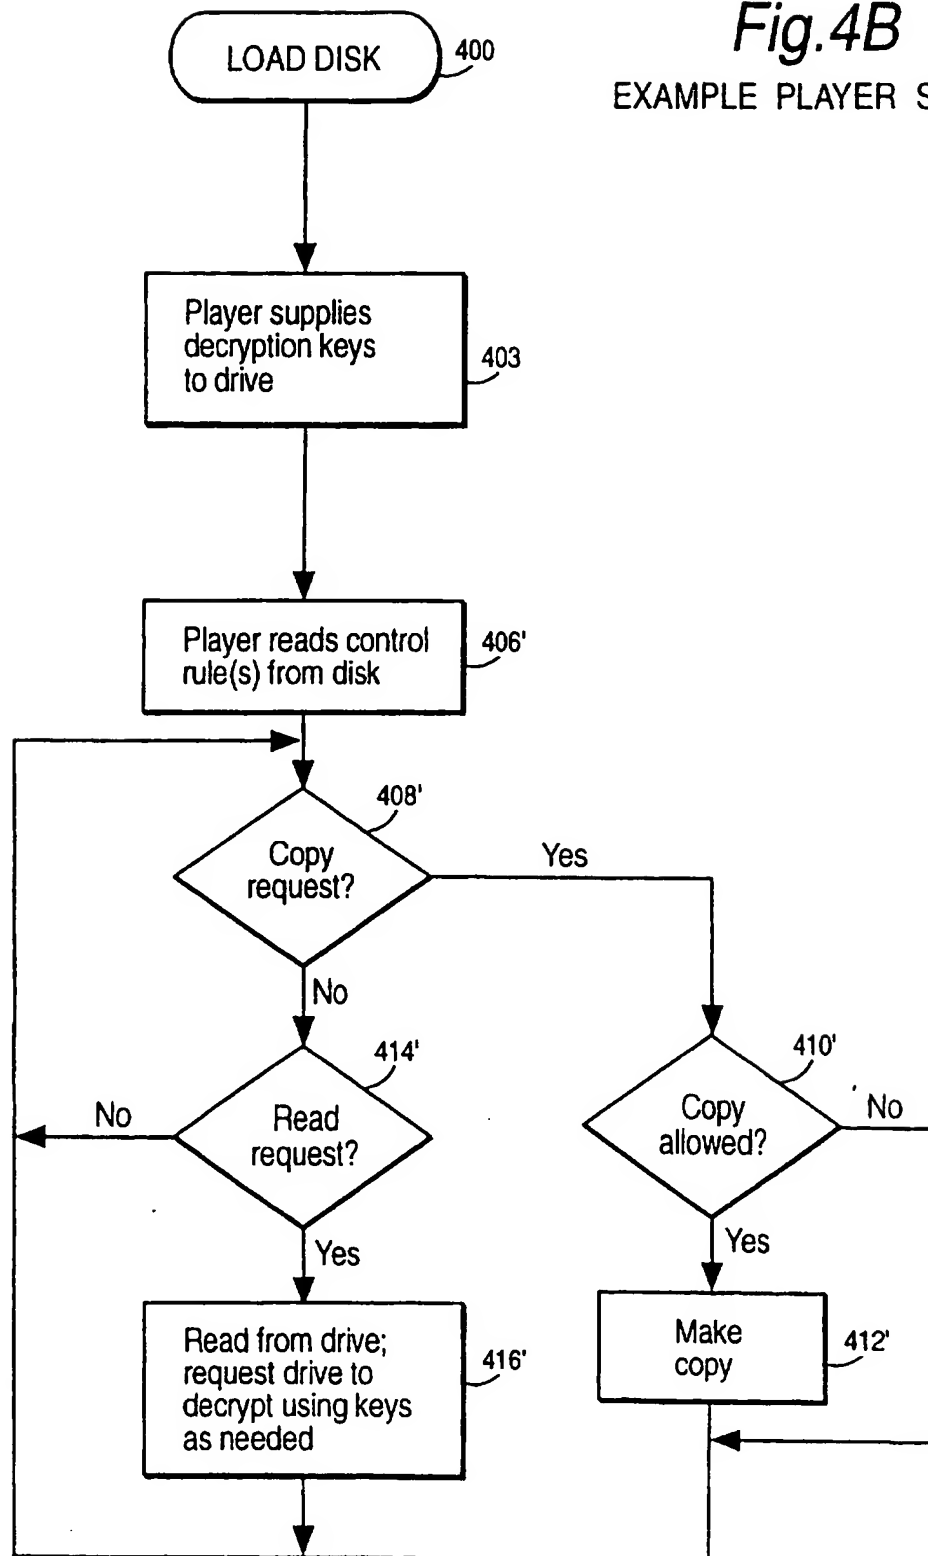 Fig.4B
EXAMPLE PLAYER S
LOAD DISK
400
Player supplies
decryption keys
to drive
403
Player reads control
rule(s) from disk
406'
408'
Copy
request?
Yes
No
414'
Read
request?
No
Yes
410'
Copy
allowed?
No
Yes
Read from drive;
request drive to
decrypt using keys
as needed
416'
Make
copy
412'